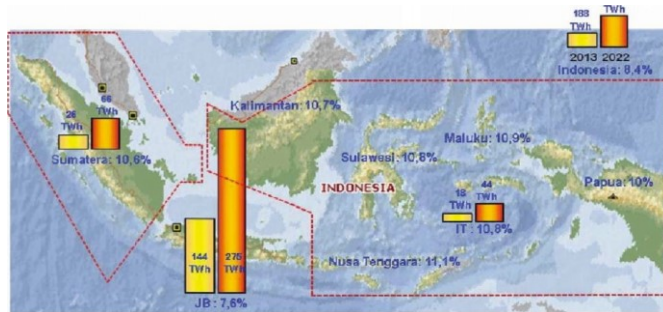 188
TWh
TWh
2013 2022
Indonesia: 8,4%
26
TWh
66
TWh
Sumatera: 10,6%
Kalimantan: 10,7%
Maluku: 10,9%
Sulawesi: 10,8%
Papua: 10%
INDONESIA
18
TWh
44
TWh
IT : 10,8%
144
TWh
275
TWh
Nusa Tenggara: 11,1%
JB : 7,6%